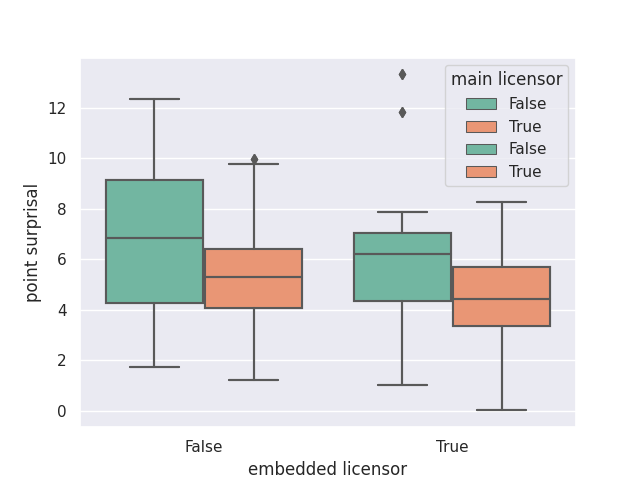 main licensor
False
True
False
True
12
10
8
6
4
2
0
point surprisal
False True
embedded licensor